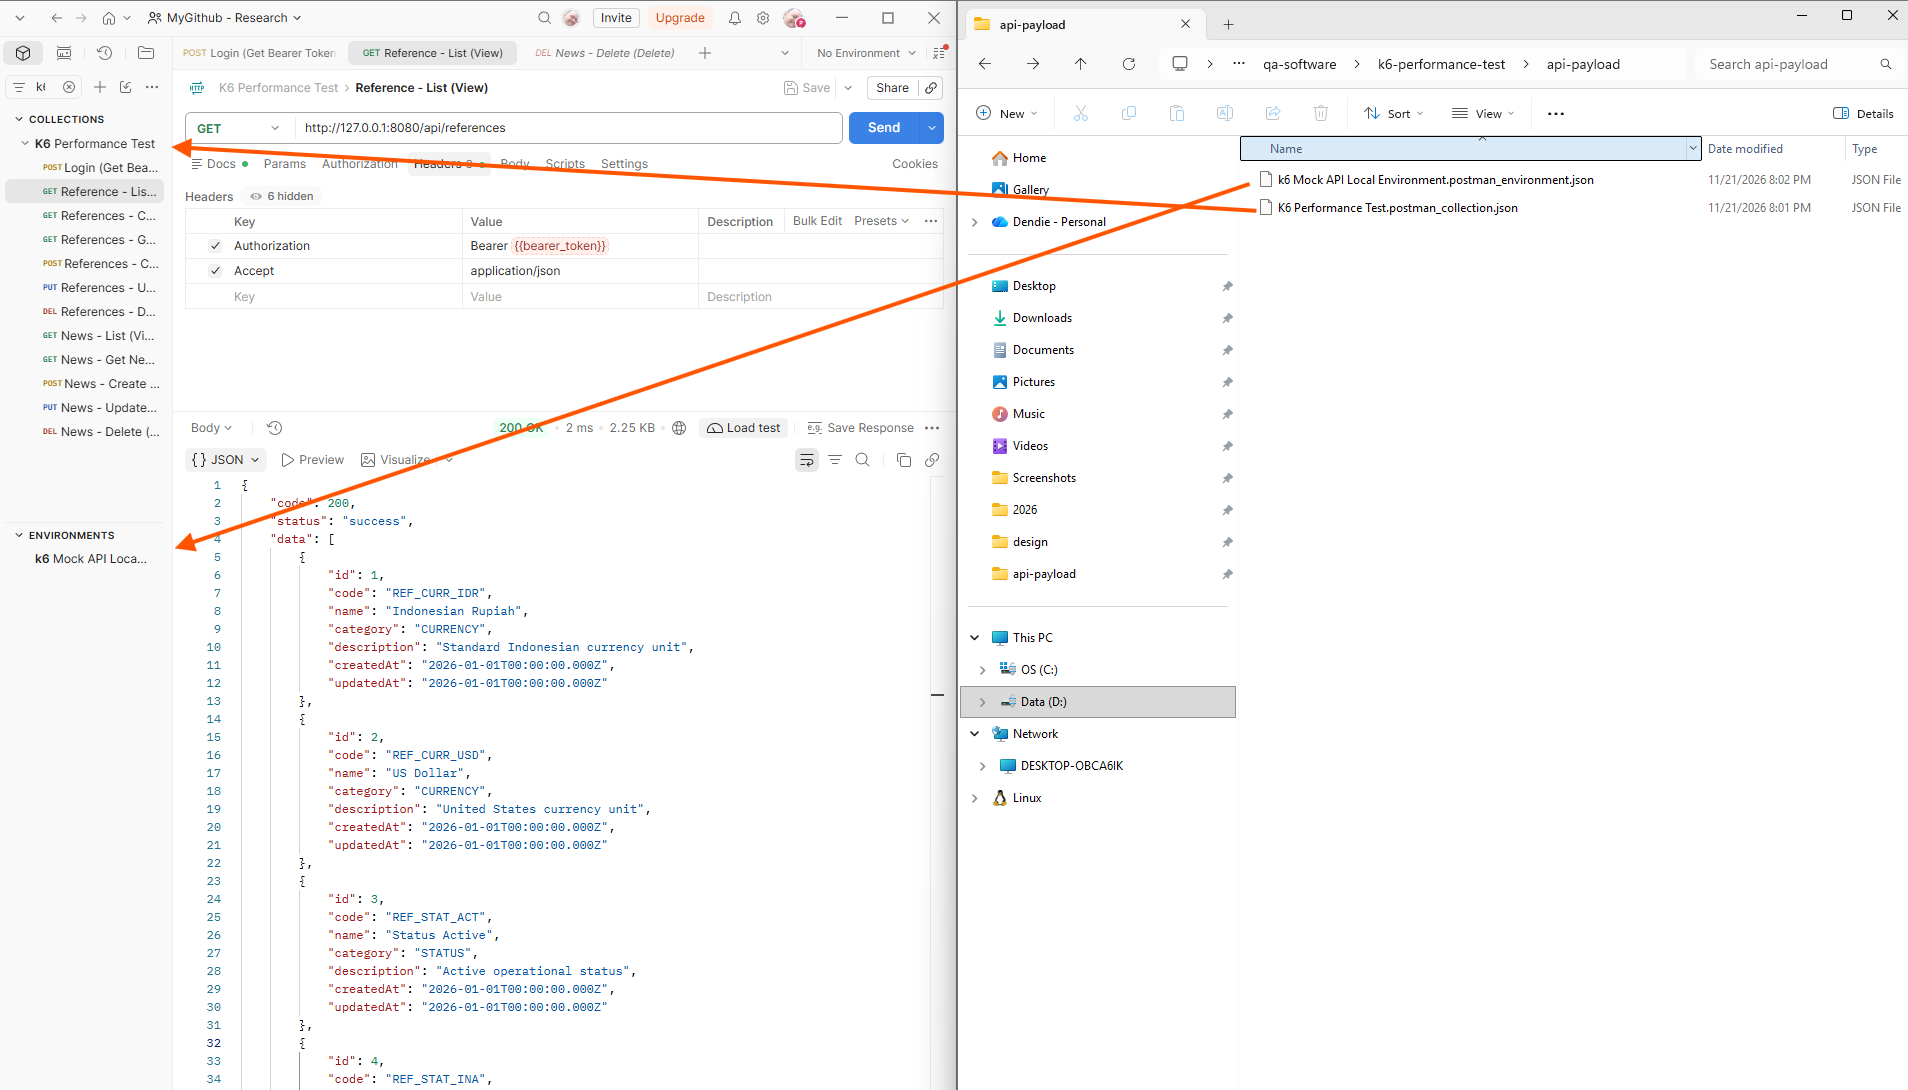 MyGithub - Research
Invite
Upgrade
POST Login (Get Bearer Token
GET Reference - List (View)
DEL News - Delete (Delete)
No Environment
K6 Performance Test > Reference - List (View)
Save
Share
COLLECTIONS
K6 Performance Test
POST Login (Get Bea...
GET Reference - Lis...
GET References - C...
GET References - G...
POST References - C...
PUT References - U...
DEL References - D...
GET News - List (Vi...
GET News - Get Ne...
POST News - Create ...
PUT News - Update...
DEL News - Delete (...
ENVIRONMENTS
k6 Mock API Loca...
GET
http://127.0.0.1:8080/api/references
Send
Docs
Params
Authorization
Headers
Body
Scripts
Settings
Cookies
Headers
6 hidden
Key Value Description Bulk Edit Presets
Authorization Bearer {{bearer_token}}
Accept application/json
Key Value Description
Body
200 OK
2 ms
2.25 KB
Load test
e.g. Save Response
{} JSON
Preview
Visualize
1 {
2 "code": 200,
3 "status": "success",
4 "data": [
5 {
6 "id": 1,
7 "code": "REF_CURR_IDR",
8 "name": "Indonesian Rupiah",
9 "category": "CURRENCY",
10 "description": "Standard Indonesian currency unit",
11 "createdAt": "2026-01-01T00:00:00.000Z",
12 "updatedAt": "2026-01-01T00:00:00.000Z"
13 },
14 {
15 "id": 2,
16 "code": "REF_CURR_USD",
17 "name": "US Dollar",
18 "category": "CURRENCY",
19 "description": "United States currency unit",
20 "createdAt": "2026-01-01T00:00:00.000Z",
21 "updatedAt": "2026-01-01T00:00:00.000Z"
22 },
23 {
24 "id": 3,
25 "code": "REF_STAT_ACT",
26 "name": "Status Active",
27 "category": "STATUS",
28 "description": "Active operational status",
29 "createdAt": "2026-01-01T00:00:00.000Z",
30 "updatedAt": "2026-01-01T00:00:00.000Z"
31 },
32 {
33 "id": 4,
34 "code": "REF_STAT_INA",
api-payload
qa-software > k6-performance-test > api-payload
Search api-payload
New
Sort
View
Details
Name Date modified Type
k6 Mock API Local Environment.postman_environment.json 11/21/2026 8:02 PM JSON File
K6 Performance Test.postman_collection.json 11/21/2026 8:01 PM JSON File
Home
Gallery
Dendie - Personal
Desktop
Downloads
Documents
Pictures
Music
Videos
Screenshots
2026
design
api-payload
This PC
OS (C:)
Data (D:)
Network
DESKTOP-OBCA6IK
Linux